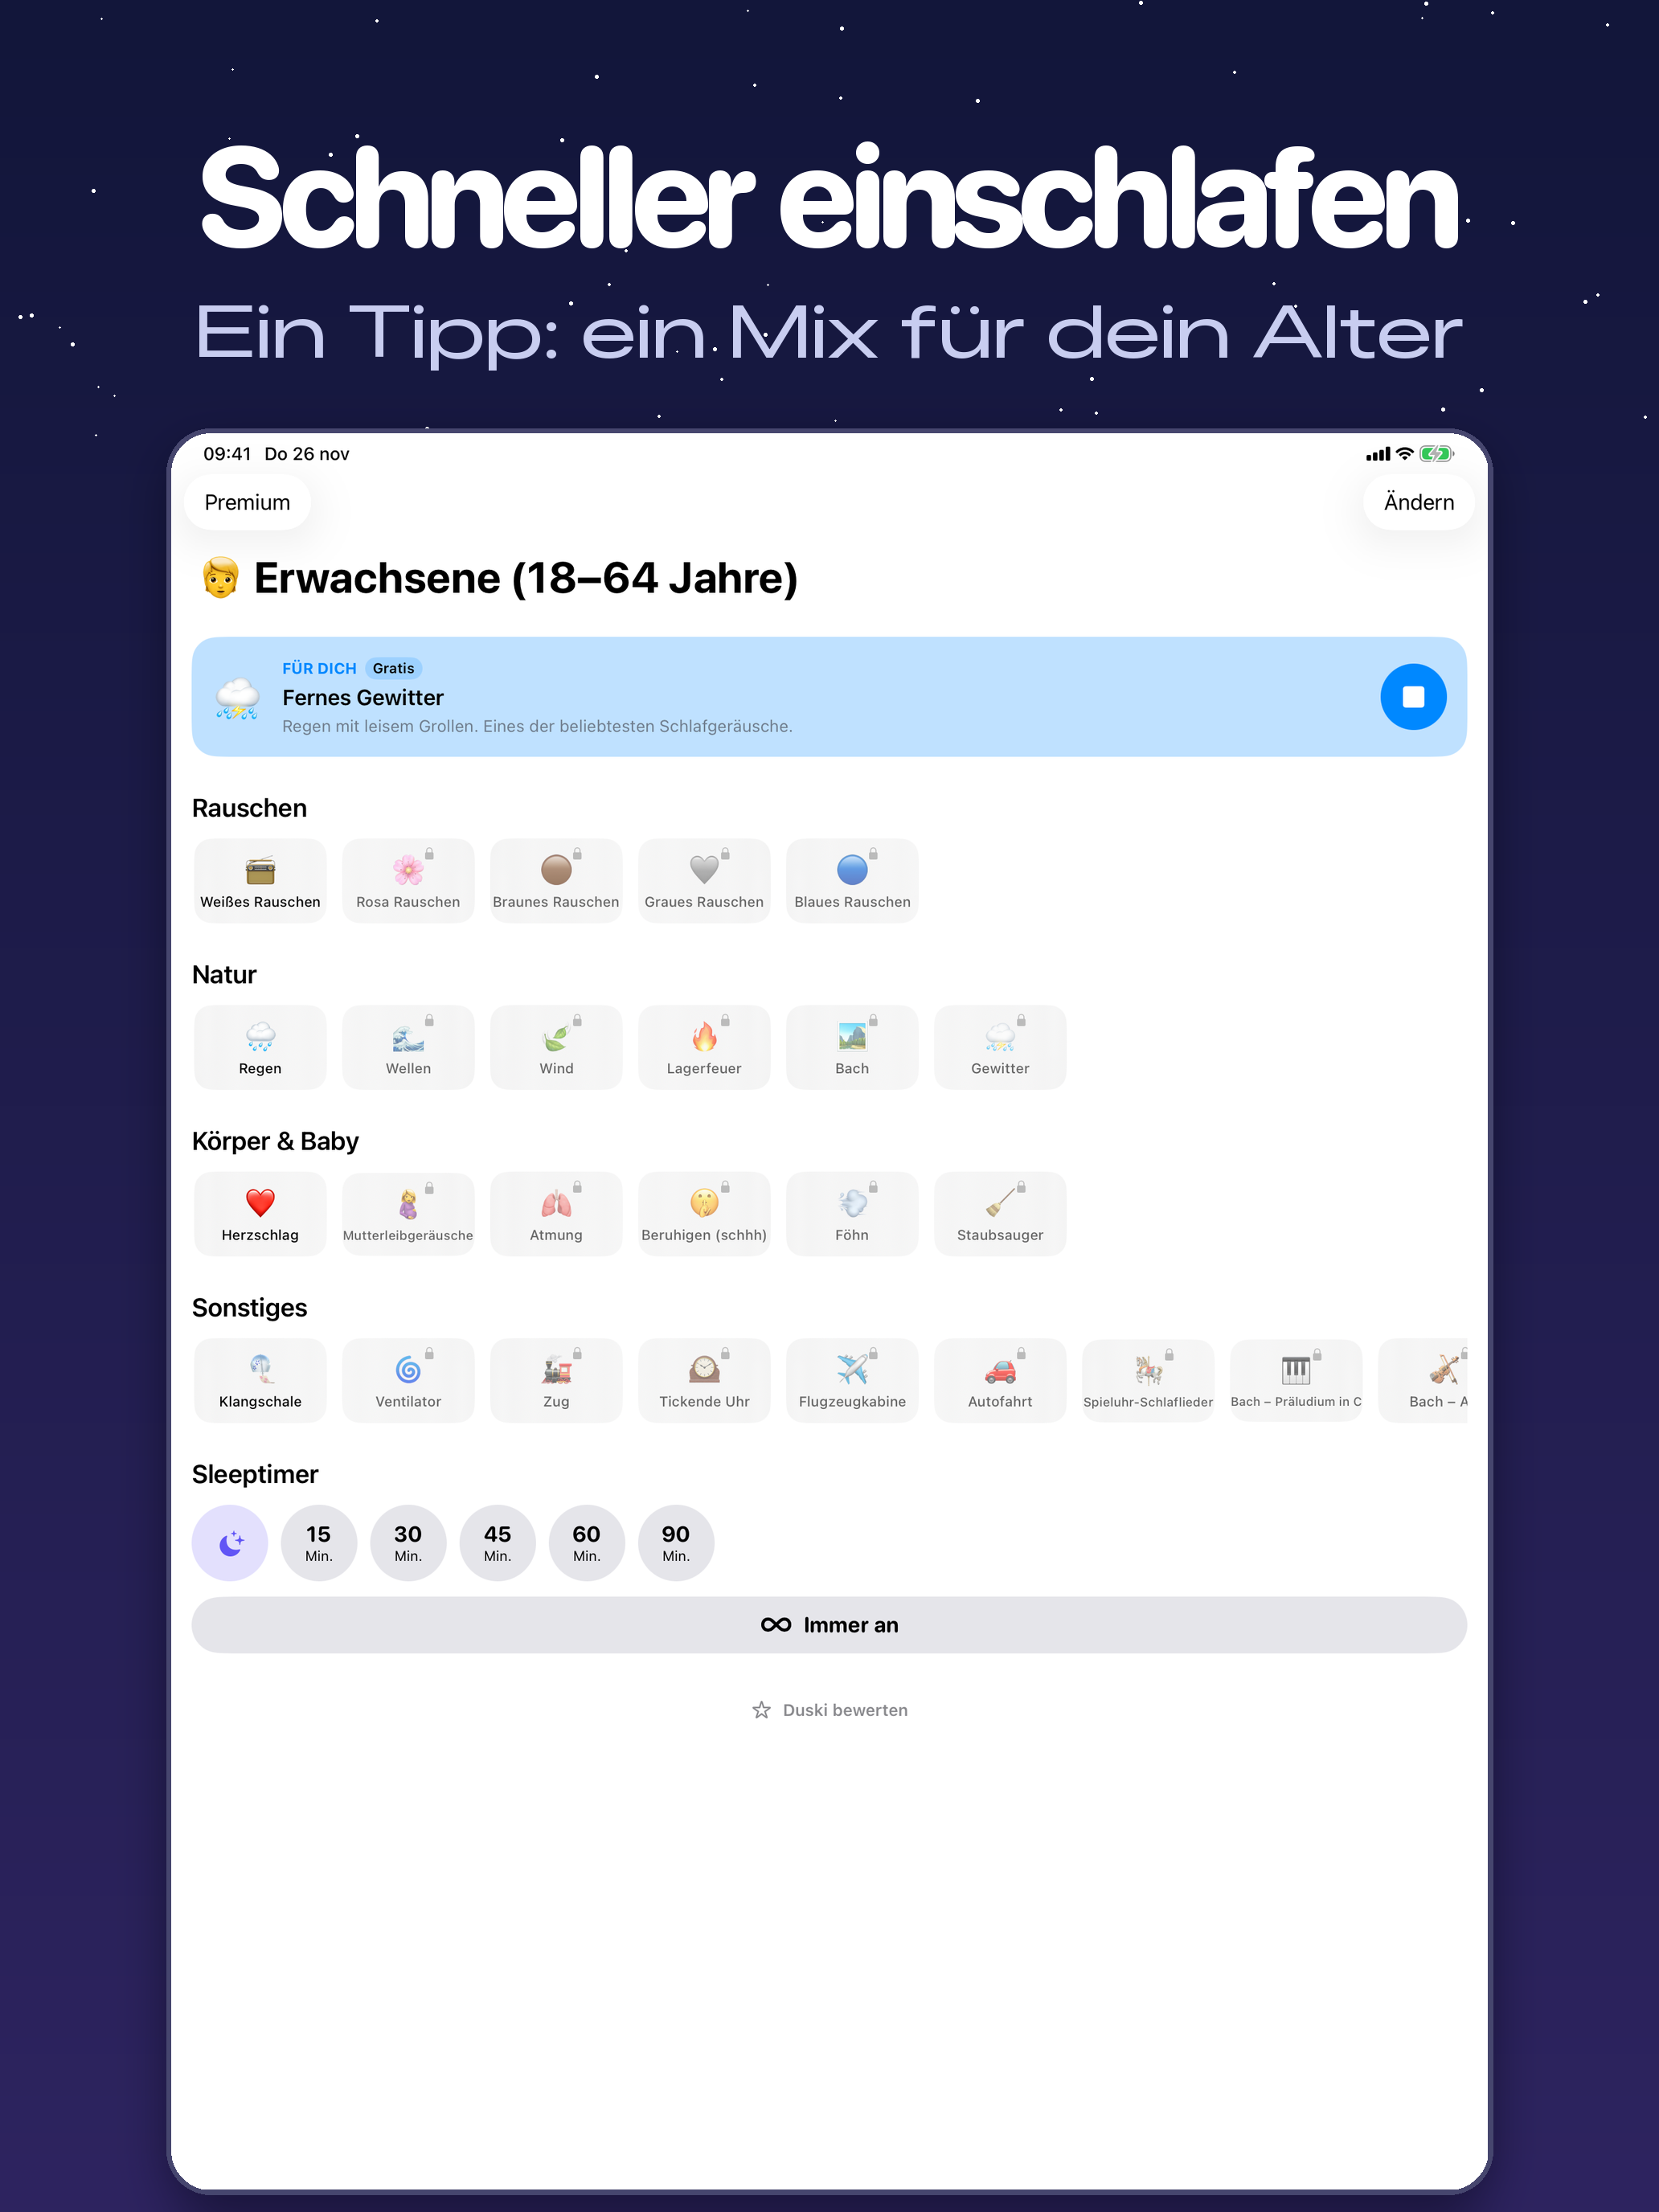 Schneller einschlafen
Ein Tipp: ein Mix für dein Alter
09:41 Do 26 nov
Premium
Ändern
Erwachsene (18–64 Jahre)
FÜR DICH Gratis
Fernes Gewitter
Regen mit leisem Grollen. Eines der beliebtesten Schlafgeräusche.
Rauschen
Weißes Rauschen
Rosa Rauschen
Braunes Rauschen
Graues Rauschen
Blaues Rauschen
Natur
Regen
Wellen
Wind
Lagerfeuer
Bach
Gewitter
Körper & Baby
Herzschlag
Mutterleibgeräusche
Atmung
Beruhigen (schhh)
Föhn
Staubsauger
Sonstiges
Klangschale
Ventilator
Zug
Tickende Uhr
Flugzeugkabine
Autofahrt
Spieluhr-Schlaflieder
Bach – Präludium in C
Bach – A
Sleeptimer
15 Min.
30 Min.
45 Min.
60 Min.
90 Min.
Immer an
Duski bewerten